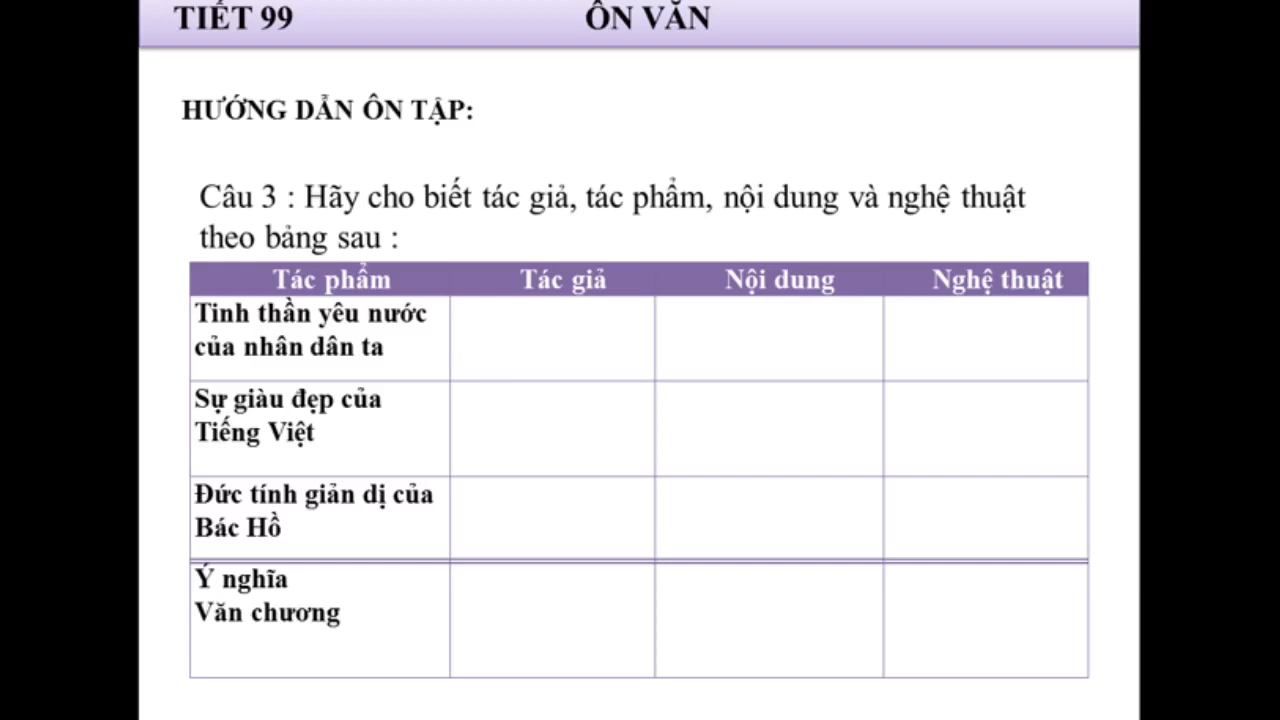 TIẾT 99 ÔN VĂN
HƯỚNG DẪN ÔN TẬP:
Câu 3 : Hãy cho biết tác giả, tác phẩm, nội dung và nghệ thuật
theo bảng sau :
Tác phẩm Tác giả Nội dung Nghệ thuật
Tinh thần yêu nước
của nhân dân ta
Sự giàu đẹp của
Tiếng Việt
Đức tính giản dị của
Bác Hồ
Ý nghĩa
Văn chương